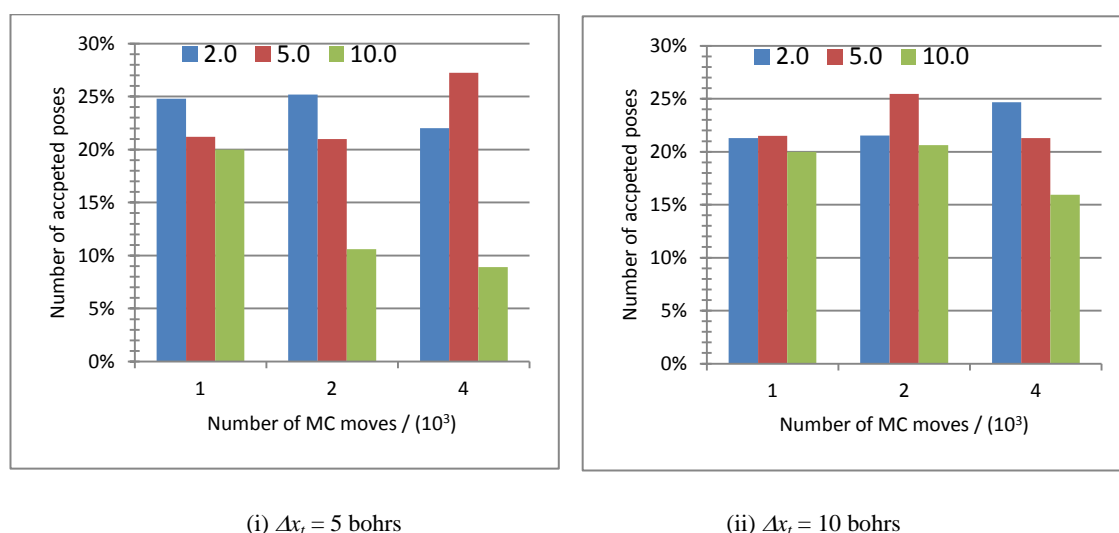 30%
25%
20%
15%
10%
5%
0%
Number of accpeted poses
2.0 5.0 10.0
1 2 4
Number of MC moves / (10³)
30%
25%
20%
15%
10%
5%
0%
Number of accpeted poses
2.0 5.0 10.0
1 2 4
Number of MC moves / (10³)
(i) Δxₜ = 5 bohrs
(ii) Δxₜ = 10 bohrs